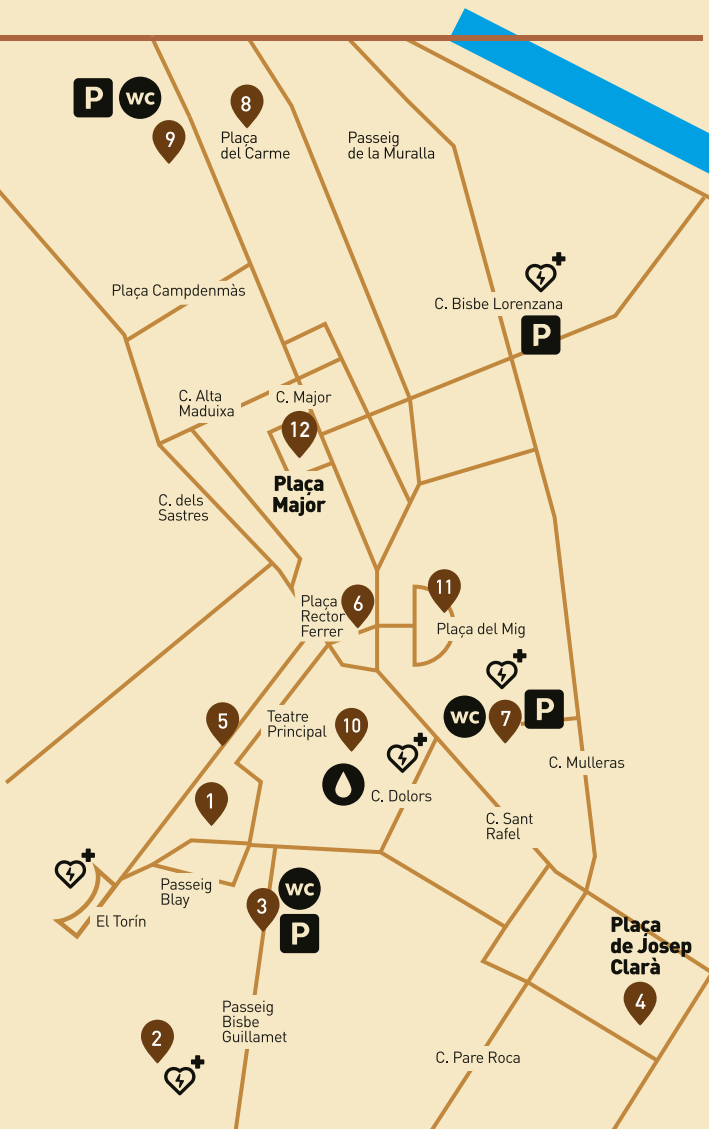 P
WC
8
9
Plaça
del Carme
Passeig
de la Muralla
Plaça Campdenmàs
C. Bisbe Lorenzana
P
C. Alta
Maduixa
C. Major
12
Plaça
Major
C. dels
Sastres
11
6
Plaça
Rector
Ferrer
Plaça del Mig
5
Teatre
Principal
10
WC
7
P
C. Mulleras
1
C. Dolors
C. Sant
Rafel
Passeig
Blay
El Torín
WC
3
P
Plaça
de Josep
Clarà
4
Passeig
Bisbe
Guillamet
2
C. Pare Roca